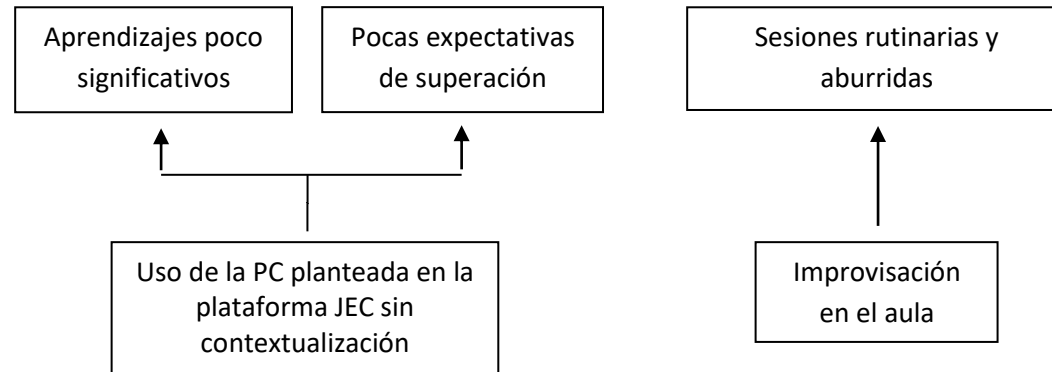 Aprendizajes poco
significativos
Pocas expectativas
de superación
Sesiones rutinarias y
aburridas
Uso de la PC planteada en la
plataforma JEC sin
contextualización
Improvisación
en el aula